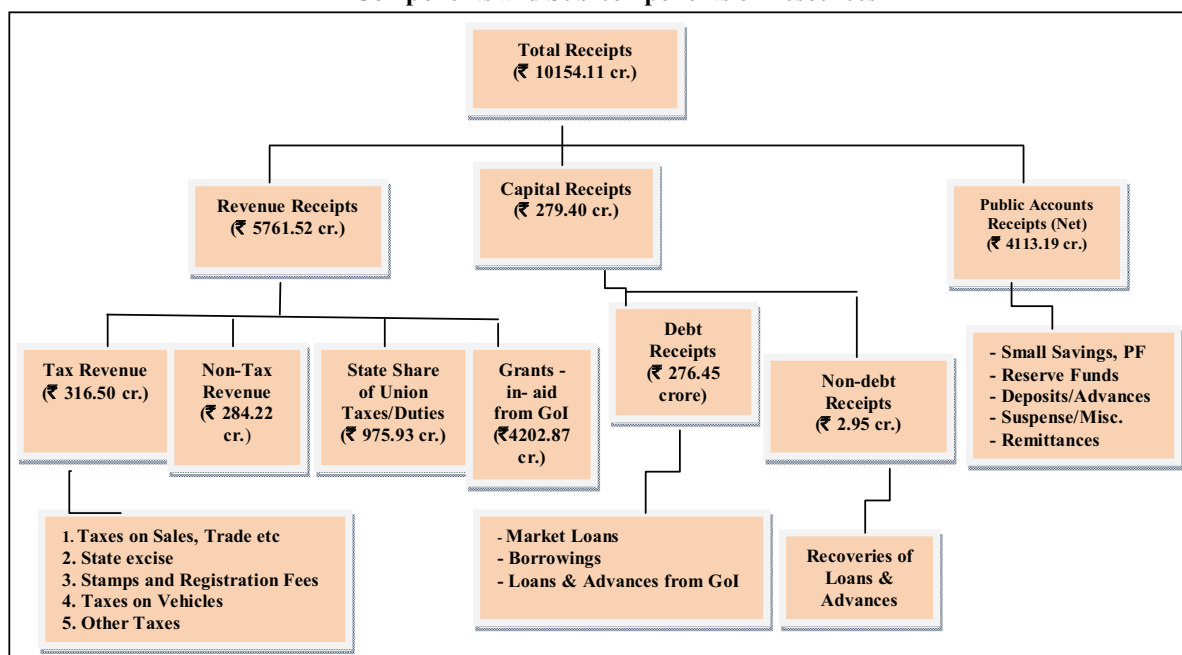 Total Receipts
(₹ 10154.11 cr.)
Revenue Receipts
(₹ 5761.52 cr.)
Capital Receipts
(₹ 279.40 cr.)
Public Accounts
Receipts (Net)
(₹ 4113.19 cr.)
Tax Revenue
(₹ 316.50 cr.)
Non-Tax
Revenue
(₹ 284.22
cr.)
State Share
of Union
Taxes/Duties
(₹ 975.93 cr.)
Grants -
in- aid
from GoI
(₹4202.87
cr.)
Debt
Receipts
(₹ 276.45
crore)
Non-debt
Receipts
(₹ 2.95 cr.)
- Small Savings, PF
- Reserve Funds
- Deposits/Advances
- Suspense/Misc.
- Remittances
1. Taxes on Sales, Trade etc
2. State excise
3. Stamps and Registration Fees
4. Taxes on Vehicles
5. Other Taxes
- Market Loans
- Borrowings
- Loans & Advances from GoI
Recoveries of
Loans &
Advances